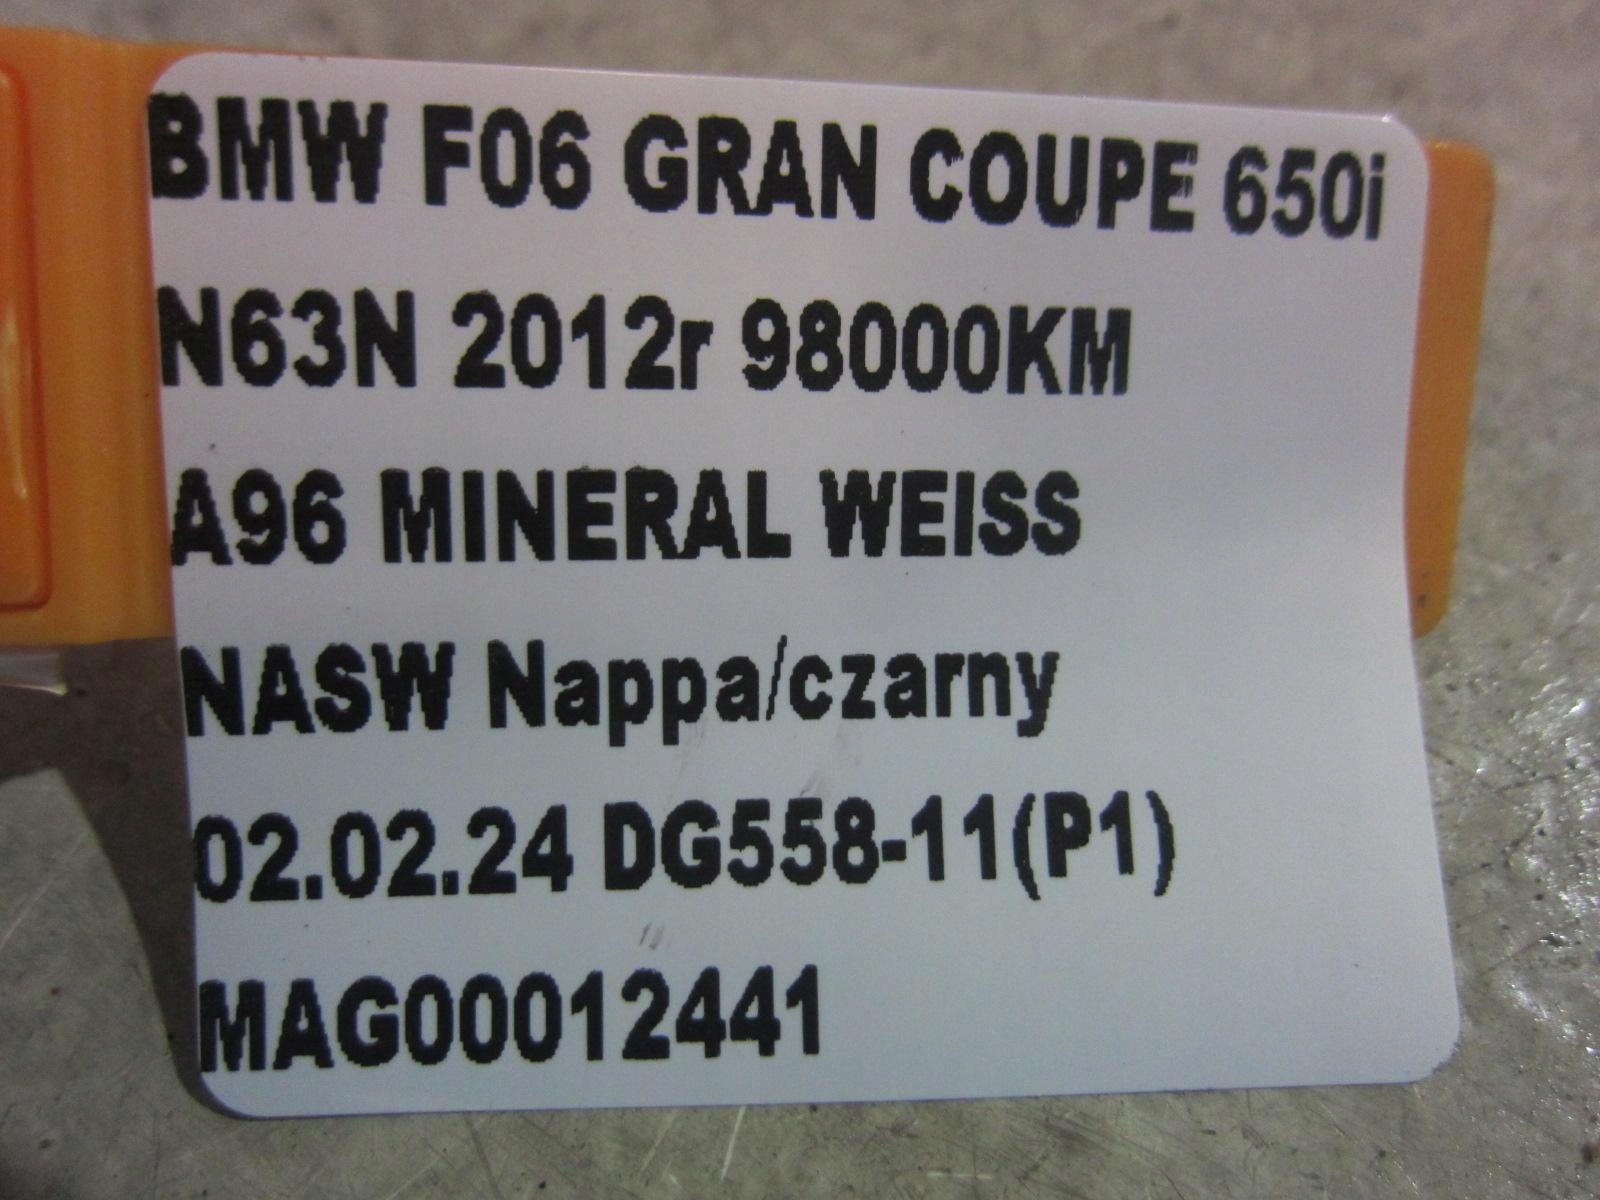 BMW F06 GRAN COUPE 650i
N63N 2012r 98000KM
A96 MINERAL WEISS
NASW Nappa/czarny
02.02.24 DG558-11(P1)
MAG00012441